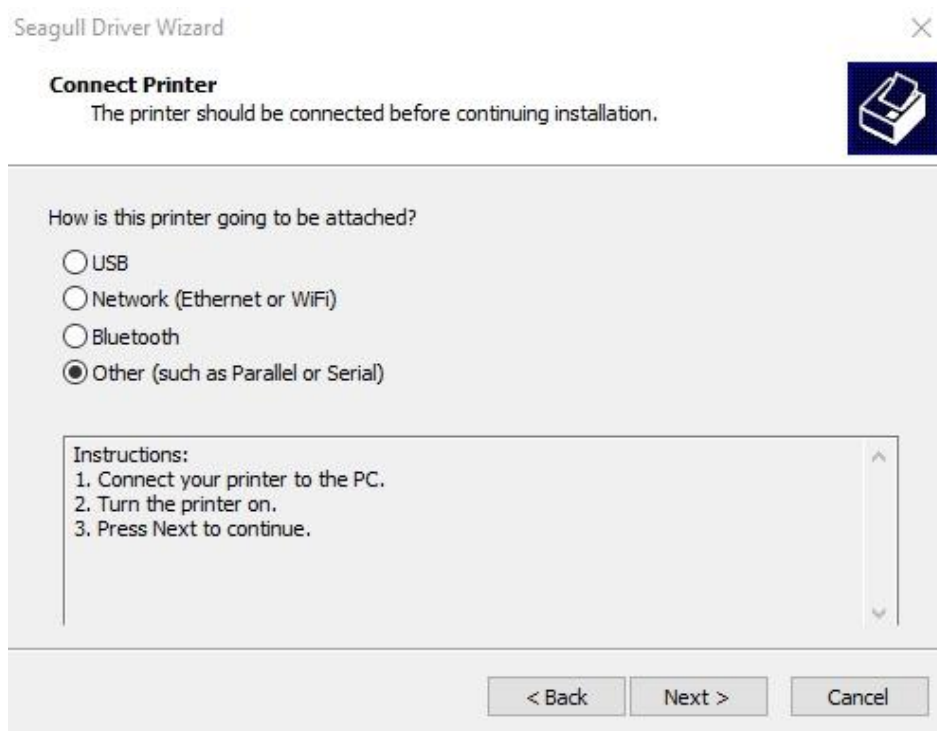 Seagull Driver Wizard
Connect Printer
The printer should be connected before continuing installation.
How is this printer going to be attached?
USB
Network (Ethernet or WiFi)
Bluetooth
Other (such as Parallel or Serial)
Instructions:
1. Connect your printer to the PC.
2. Turn the printer on.
3. Press Next to continue.
< Back
Next >
Cancel